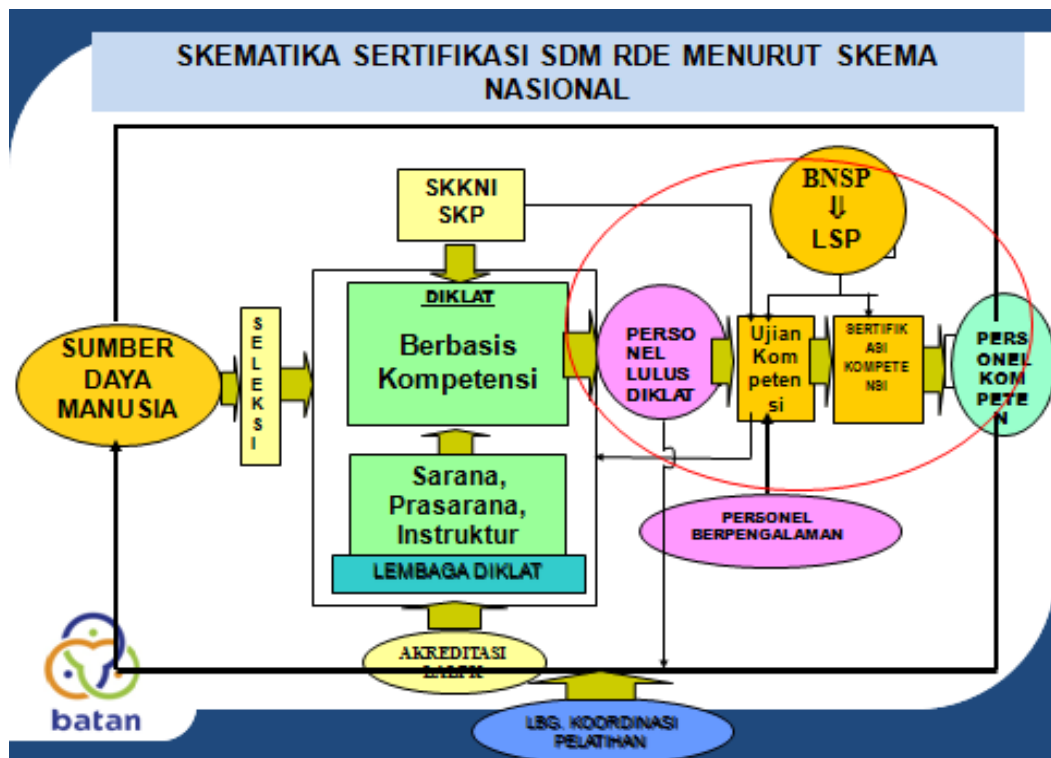 SKEMATIKA SERTIFIKASI SDM RDE MENURUT SKEMA
NASIONAL
SKKNI
SKP
BNSP
⇓
LSP
DIKLAT
Berbasis
Kompetensi
SUMBER
DAYA
MANUSIA
S
E
L
E
K
S
I
PERSO
NEL
LULUS
DIKLAT
Ujian
Kom
peten
si
SERTIFIK
ASI
KOMPETE
NSI
PERS
ONEL
KOM
PETE
N
Sarana,
Prasarana,
Instruktur
LEMBAGA DIKLAT
PERSONEL
BERPENGALAMAN
AKREDITASI
LBG. KOORDINASI
PELATIHAN
batan